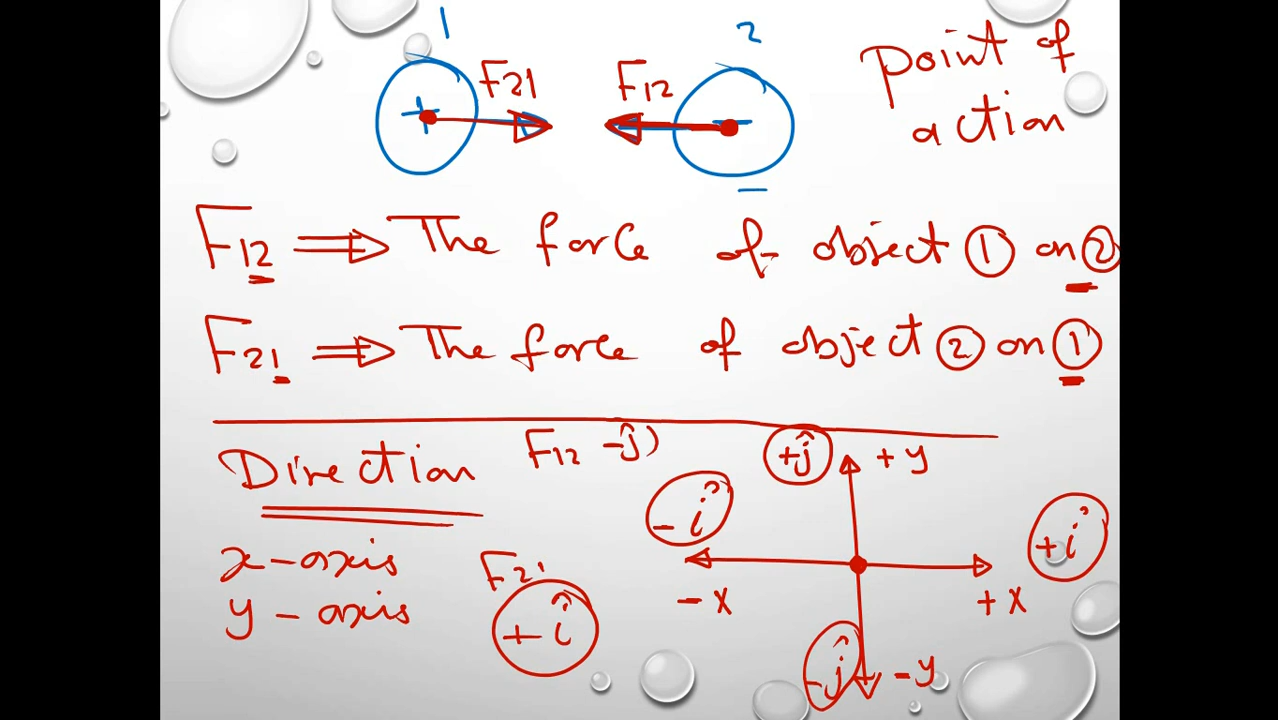 1 2
F21 F12 point of
+ − action
−
F12 ⇒ The force of object ① on ②
F21 ⇒ The force of object ② on ①
Direction F12 -ĵ) +ĵ +y
-î +î
x-axis F21
y-axis +î -x +x
-ĵ -y